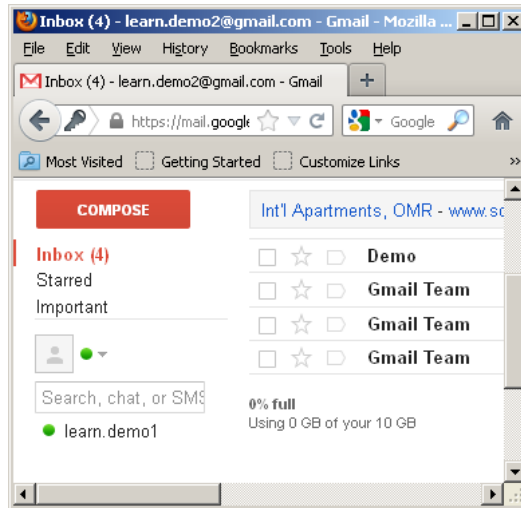 Inbox (4) - learn.demo2@gmail.com - Gmail - Mozilla ...
File Edit View History Bookmarks Tools Help
Inbox (4) - learn.demo2@gmail.com - Gmail
https://mail.google Google
Most Visited Getting Started Customize Links »
COMPOSE
Int'l Apartments, OMR - www.sc
Inbox (4)
Demo
Starred
Gmail Team
Important
Gmail Team
Gmail Team
Search, chat, or SMS
0% full
Using 0 GB of your 10 GB
learn.demo1